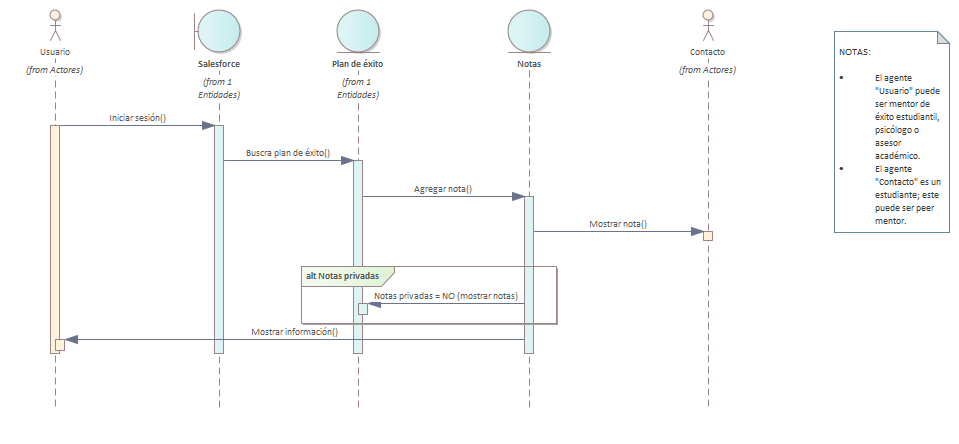 Usuario
(from Actores)
Salesforce
(from 1
Entidades)
Plan de éxito
(from 1
Entidades)
Notas
Contacto
(from Actores)
NOTAS:
• El agente
"Usuario" puede
ser mentor de
éxito estudiantil,
psicólogo o
asesor
académico.
• El agente
"Contacto" es un
estudiante; este
puede ser peer
mentor.
Iniciar sesión()
Buscra plan de éxito()
Agregar nota()
Mostrar nota()
alt Notas privadas
Notas privadas = NO (mostrar notas)
Mostrar información()